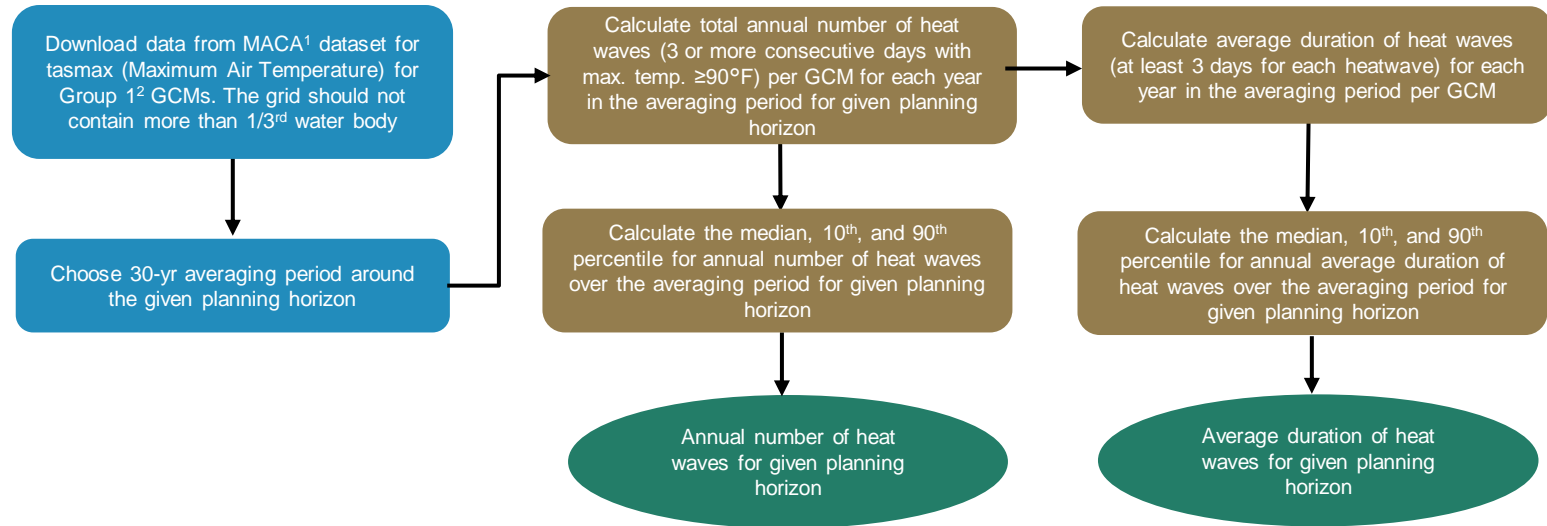 Download data from MACA¹ dataset for
tasmax (Maximum Air Temperature) for
Group 1² GCMs. The grid should not
contain more than 1/3ʳᵈ water body
Choose 30-yr averaging period around
the given planning horizon
Calculate total annual number of heat
waves (3 or more consecutive days with
max. temp. ≥90°F) per GCM for each year
in the averaging period for given planning
horizon
Calculate average duration of heat waves
(at least 3 days for each heatwave) for each
year in the averaging period per GCM
Calculate the median, 10ᵗʰ, and 90ᵗʰ
percentile for annual number of heat waves
over the averaging period for given planning
horizon
Calculate the median, 10ᵗʰ, and 90ᵗʰ
percentile for annual average duration of
heat waves over the averaging period for
given planning horizon
Annual number of heat
waves for given planning
horizon
Average duration of heat
waves for given planning
horizon